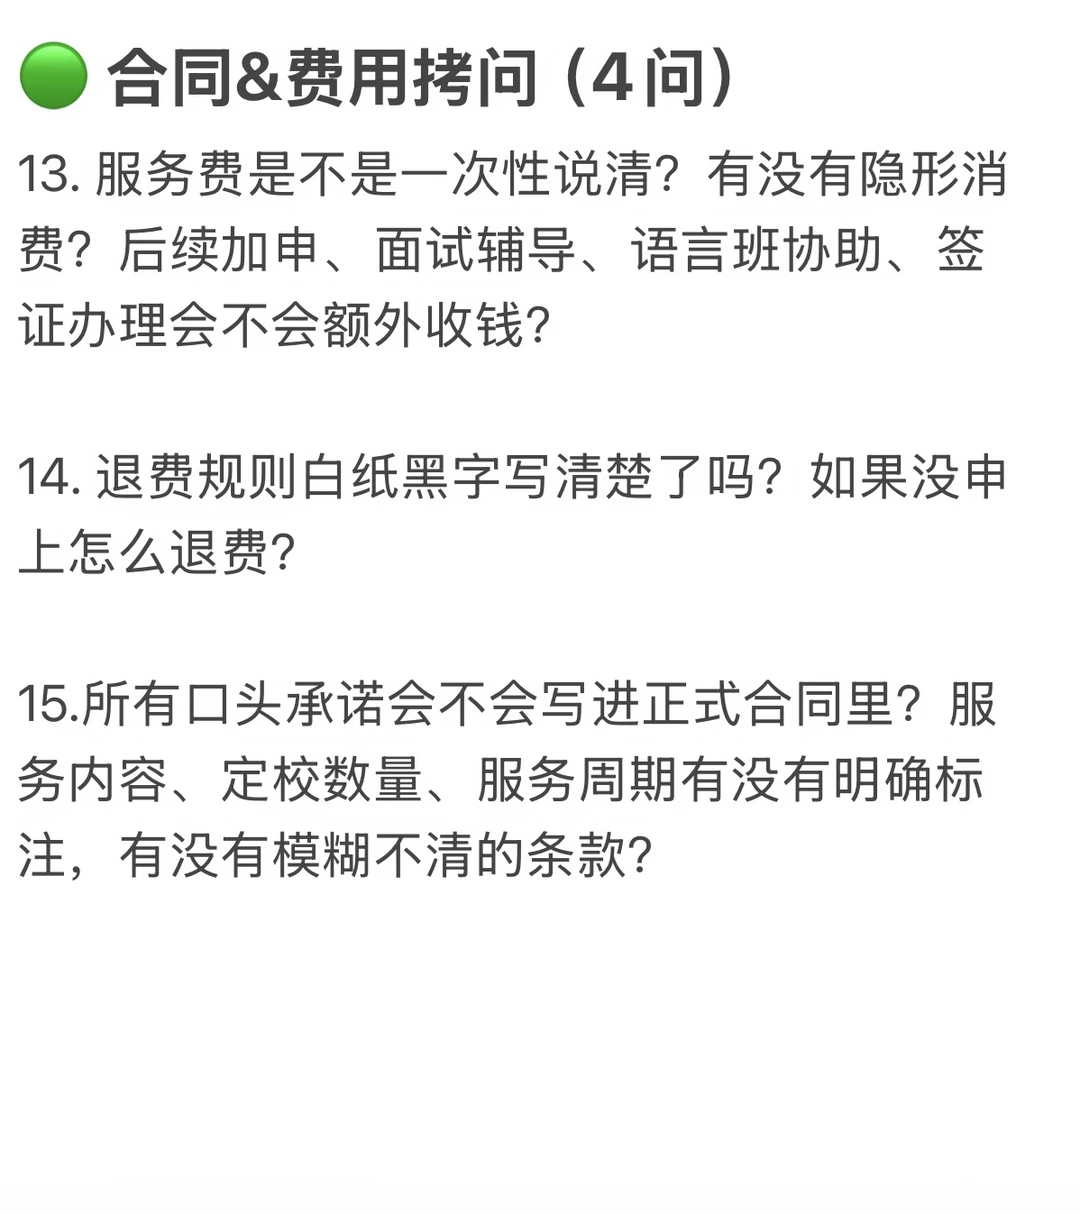 🟢 合同&费用拷问（4问）
13. 服务费是不是一次性说清？有没有隐形消
费？后续加申、面试辅导、语言班协助、签
证办理会不会额外收钱？
14. 退费规则白纸黑字写清楚了吗？如果没申
上怎么退费？
15.所有口头承诺会不会写进正式合同里？服
务内容、定校数量、服务周期有没有明确标
注，有没有模糊不清的条款？